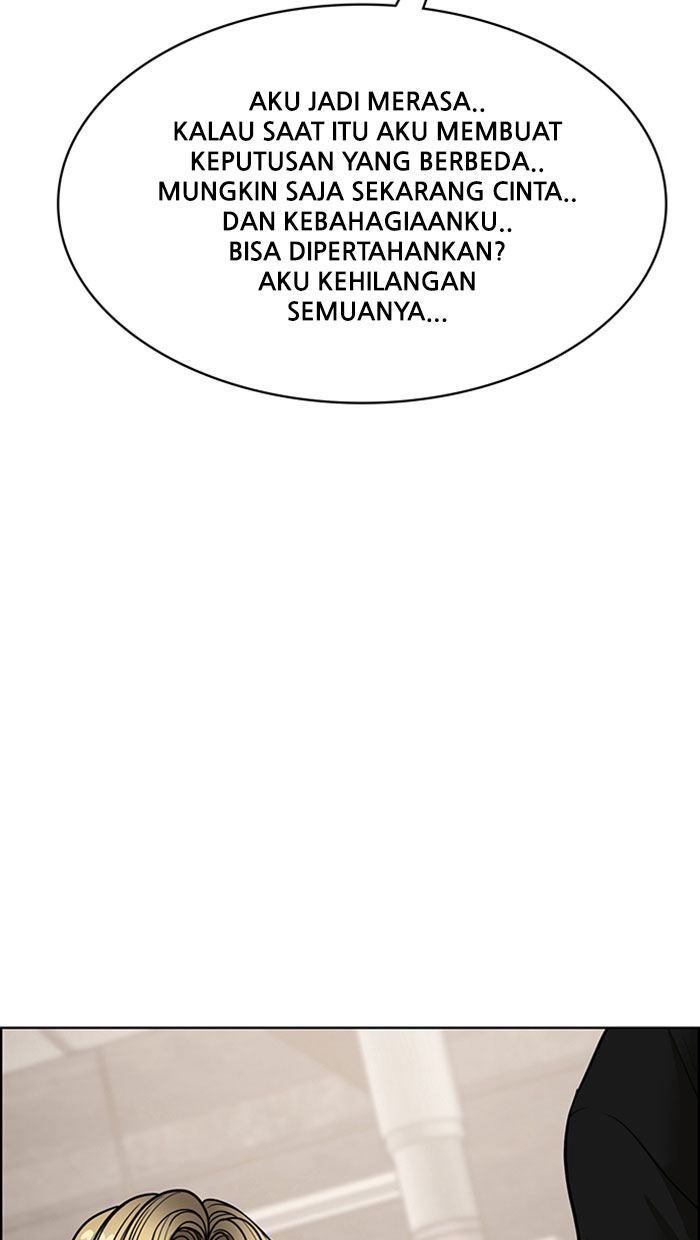 AKU JADI MERASA..
KALAU SAAT ITU AKU MEMBUAT
KEPUTUSAN YANG BERBEDA..
MUNGKIN SAJA SEKARANG CINTA..
DAN KEBAHAGIAANKU..
BISA DIPERTAHANKAN?
AKU KEHILANGAN
SEMUANYA...